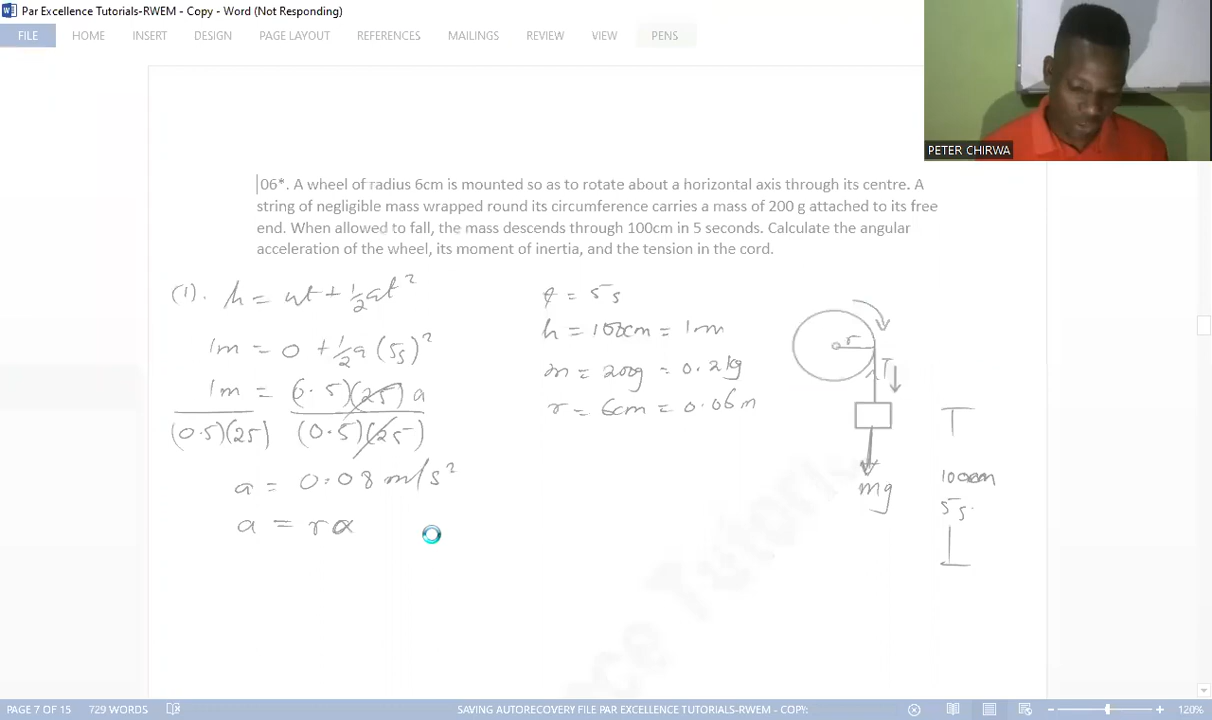 Par Excellence Tutorials-RWEM - Copy - Word (Not Responding)
FILE HOME INSERT DESIGN PAGE LAYOUT REFERENCES MAILINGS REVIEW VIEW PENS
PETER CHIRWA
06*. A wheel of radius 6cm is mounted so as to rotate about a horizontal axis through its centre. A
string of negligible mass wrapped round its circumference carries a mass of 200 g attached to its free
end. When allowed to fall, the mass descends through 100cm in 5 seconds. Calculate the angular
acceleration of the wheel, its moment of inertia, and the tension in the cord.
(1). h = ut + 1/2 at²
1m = 0 + 1/2 a (5s)²
1m = (0.5)(25) a
(0.5)(25) (0.5)(25)
a = 0.08 m/s²
a = rα
t = 5s
h = 100cm = 1m
m = 200g = 0.2kg
r = 6cm = 0.06m
r
T
mg
100cm
5s.
ce Tutorials
PAGE 7 OF 15 729 WORDS SAVING AUTORECOVERY FILE PAR EXCELLENCE TUTORIALS-RWEM - COPY: 120%